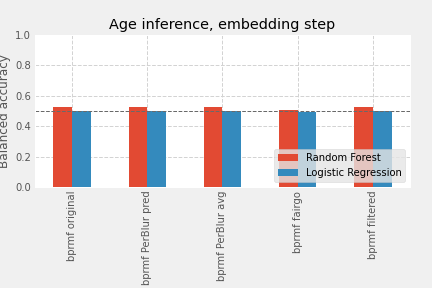 Age inference, embedding step
Balanced accuracy
1.0
0.8
0.6
0.4
0.2
0.0
Random Forest
Logistic Regression
bprmf original
bprmf PerBlur pred
bprmf PerBlur avg
bprmf fairgo
bprmf filtered